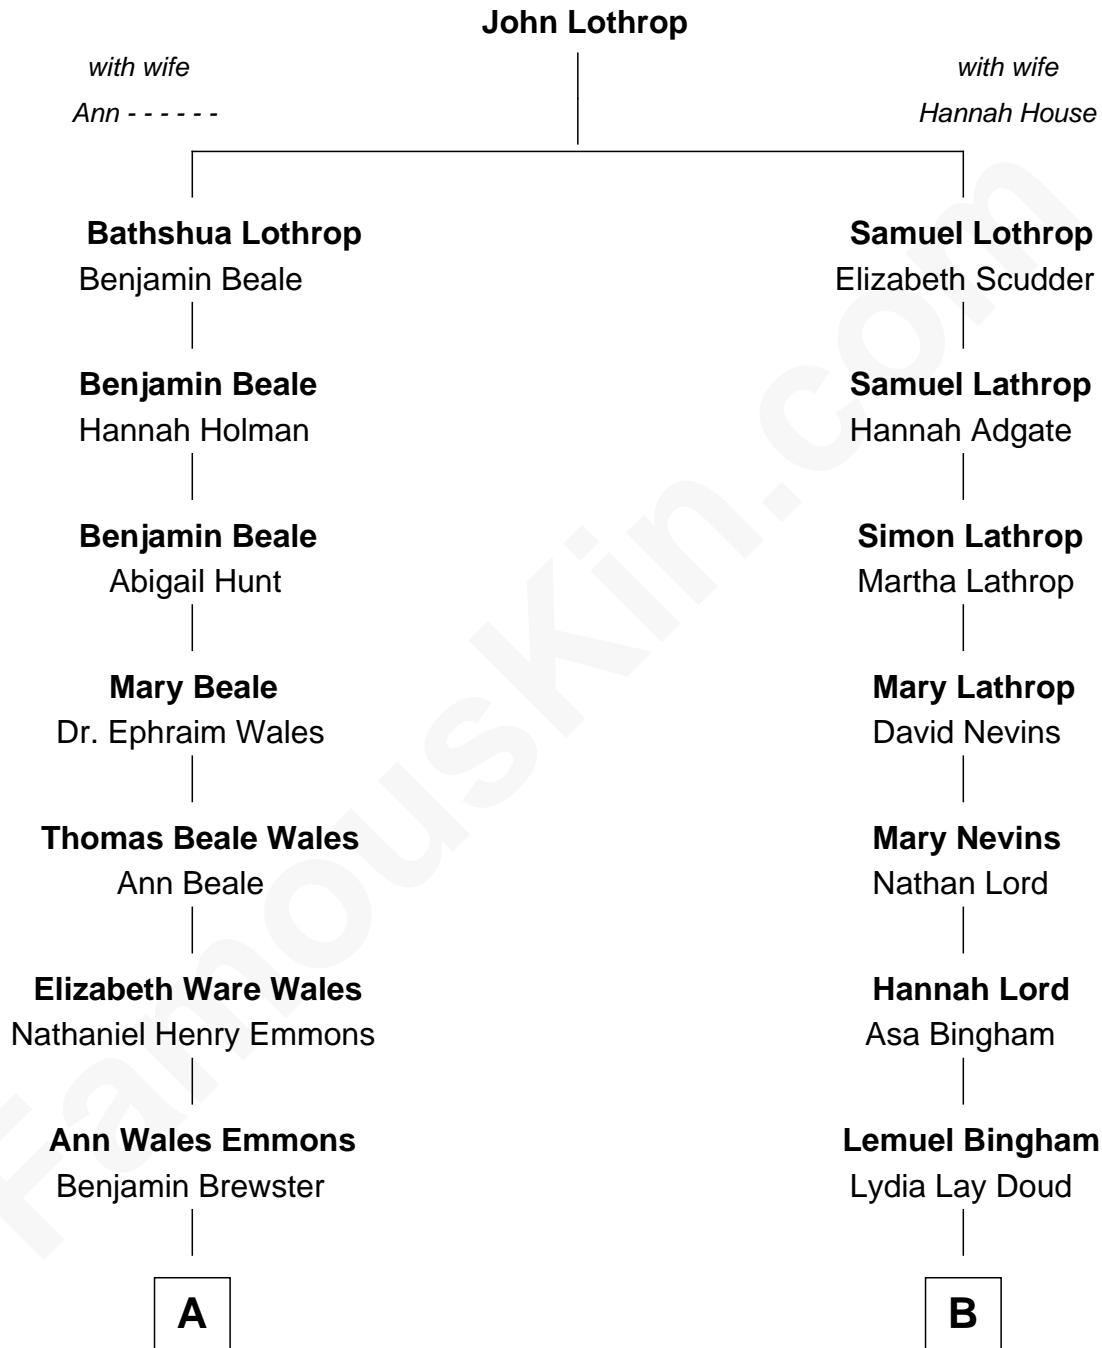 John Lothrop
with wife
Ann - - - - - -
with wife
Hannah House
Bathshua Lothrop
Benjamin Beale
Samuel Lothrop
Elizabeth Scudder
Benjamin Beale
Hannah Holman
Samuel Lathrop
Hannah Adgate
Benjamin Beale
Abigail Hunt
Simon Lathrop
Martha Lathrop
Mary Beale
Dr. Ephraim Wales
Mary Lathrop
David Nevins
Thomas Beale Wales
Ann Beale
Mary Nevins
Nathan Lord
Elizabeth Ware Wales
Nathaniel Henry Emmons
Hannah Lord
Asa Bingham
Ann Wales Emmons
Benjamin Brewster
Lemuel Bingham
Lydia Lay Doud
A
B
FamousKin.com